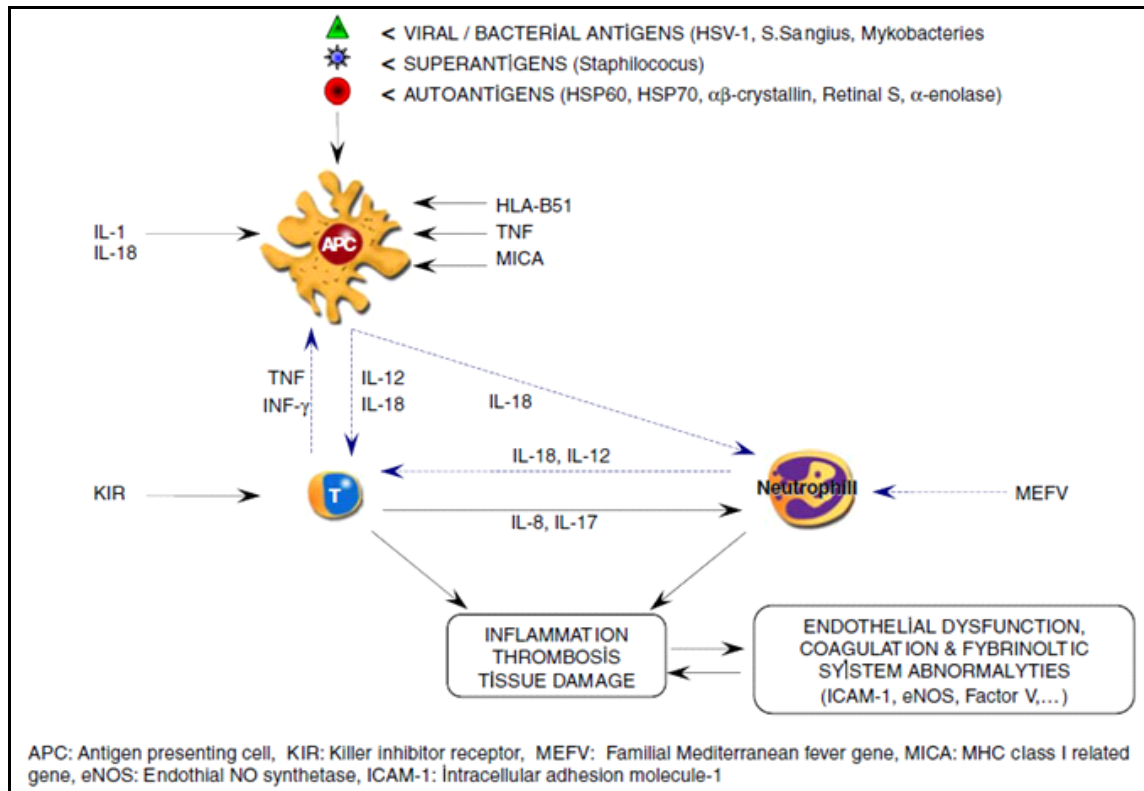 < VIRAL / BACTERİAL ANTİGENS (HSV-1, S.Sangius, Mykobacteries
< SUPERANTİGENS (Staphilococus)
< AUTOANTİGENS (HSP60, HSP70, αβ-crystallin, Retinal S, α-enolase)
HLA-B51
IL-1
IL-18
APC
TNF
MICA
TNF
INF-γ
IL-12
IL-18
IL-18
IL-18, IL-12
KIR
T
Neutrophill
MEFV
IL-8, IL-17
INFLAMMATION
THROMBOSIS
TİSSUE DAMAGE
ENDOTHELIAL DYSFUNCTION,
COAGULATION & FYBRINOLTIC
SYİSTEM ABNORMALYTIES
(ICAM-1, eNOS, Factor V,…)
APC: Antigen presenting cell, KIR: Killer inhibitor receptor, MEFV: Familial Mediterranean fever gene, MICA: MHC class I related
gene, eNOS: Endothial NO synthetase, ICAM-1: İntracellular adhesion molecule-1